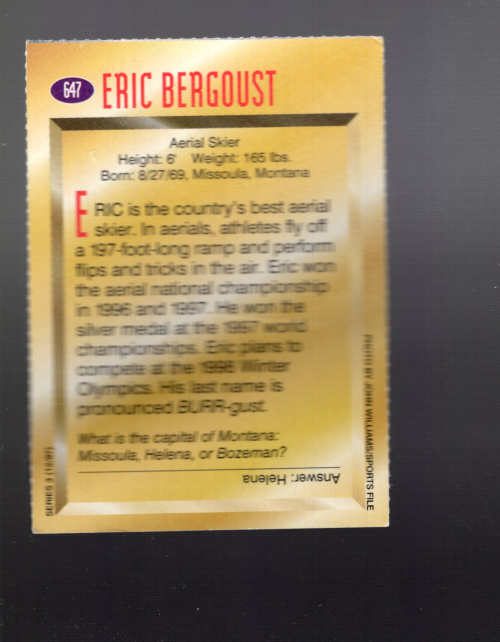 647 ERIC BERGOUST
Aerial Skier
Height: 6' Weight: 165 lbs.
Born: 8/27/69, Missoula, Montana
ERIC is the country's best aerial
skier. In aerials, athletes fly off
a 197-foot-long ramp and perform
flips and tricks in the air. Eric won
the aerial national championship
in 1996 and 1997. He won the
silver medal at the 1997 world
championships. Eric plans to
compete at the 1998 Winter
Olympics. His last name is
pronounced BURR-gust.
What is the capital of Montana:
Missoula, Helena, or Bozeman?
Answer: Helena
SERIES 3 (12/97)
PHOTO BY JOHN WILLIAMS/SPORTS FILE